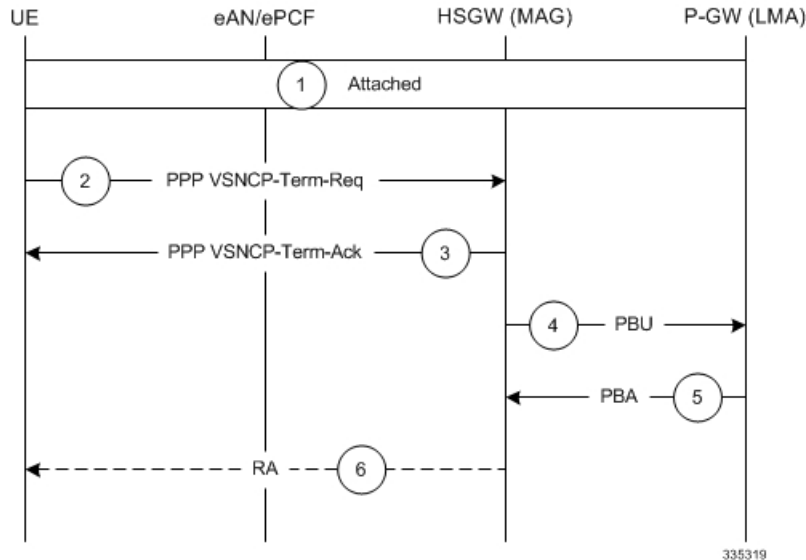 UE eAN/ePCF HSGW (MAG) P-GW (LMA)
1 Attached
2 PPP VSNCP-Term-Req
PPP VSNCP-Term-Ack 3
4 PBU
PBA 5
RA 6
335319